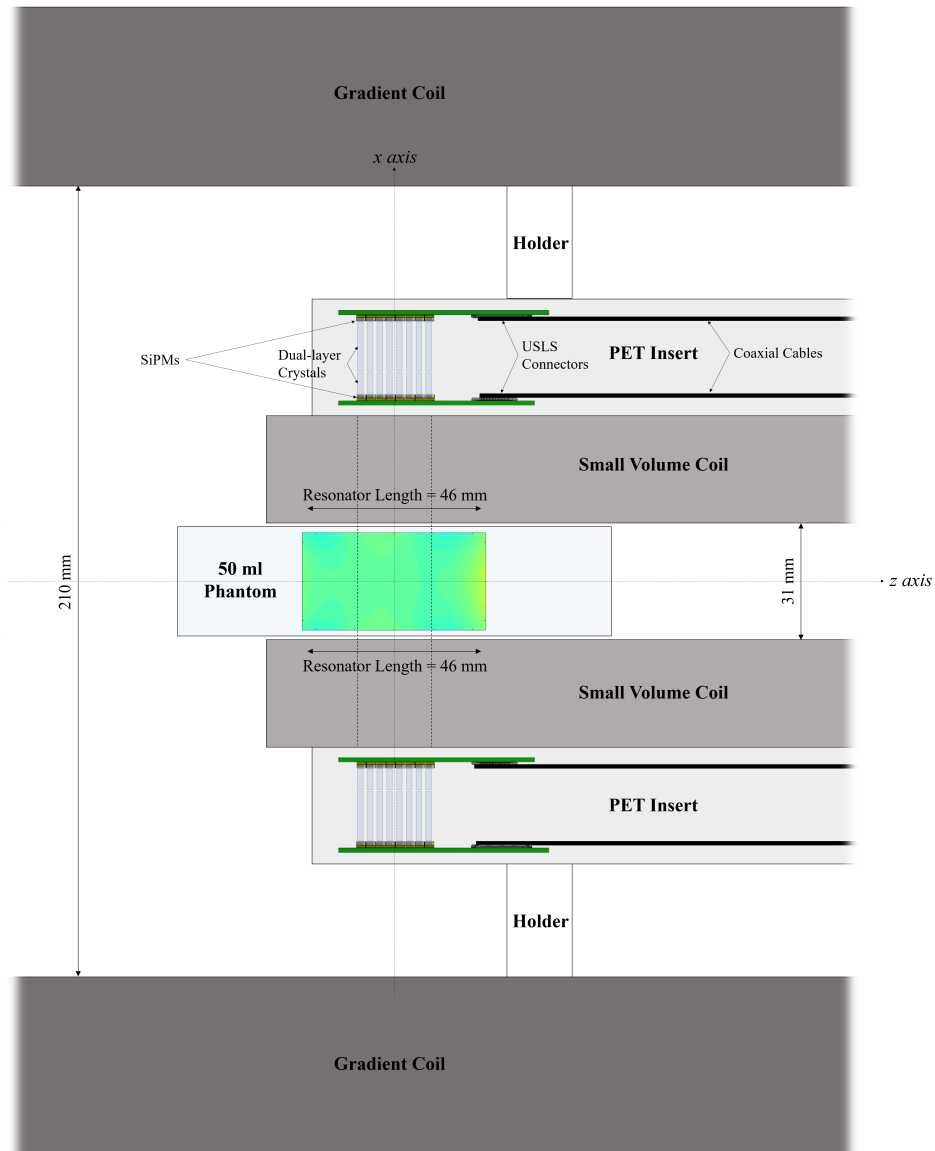 Gradient Coil
x axis
Holder
SiPMs
Dual-layer
Crystals
USLS
Connectors
PET Insert
Coaxial Cables
Small Volume Coil
Resonator Length = 46 mm
210 mm
50 ml
Phantom
31 mm
z axis
Resonator Length = 46 mm
Small Volume Coil
PET Insert
Holder
Gradient Coil